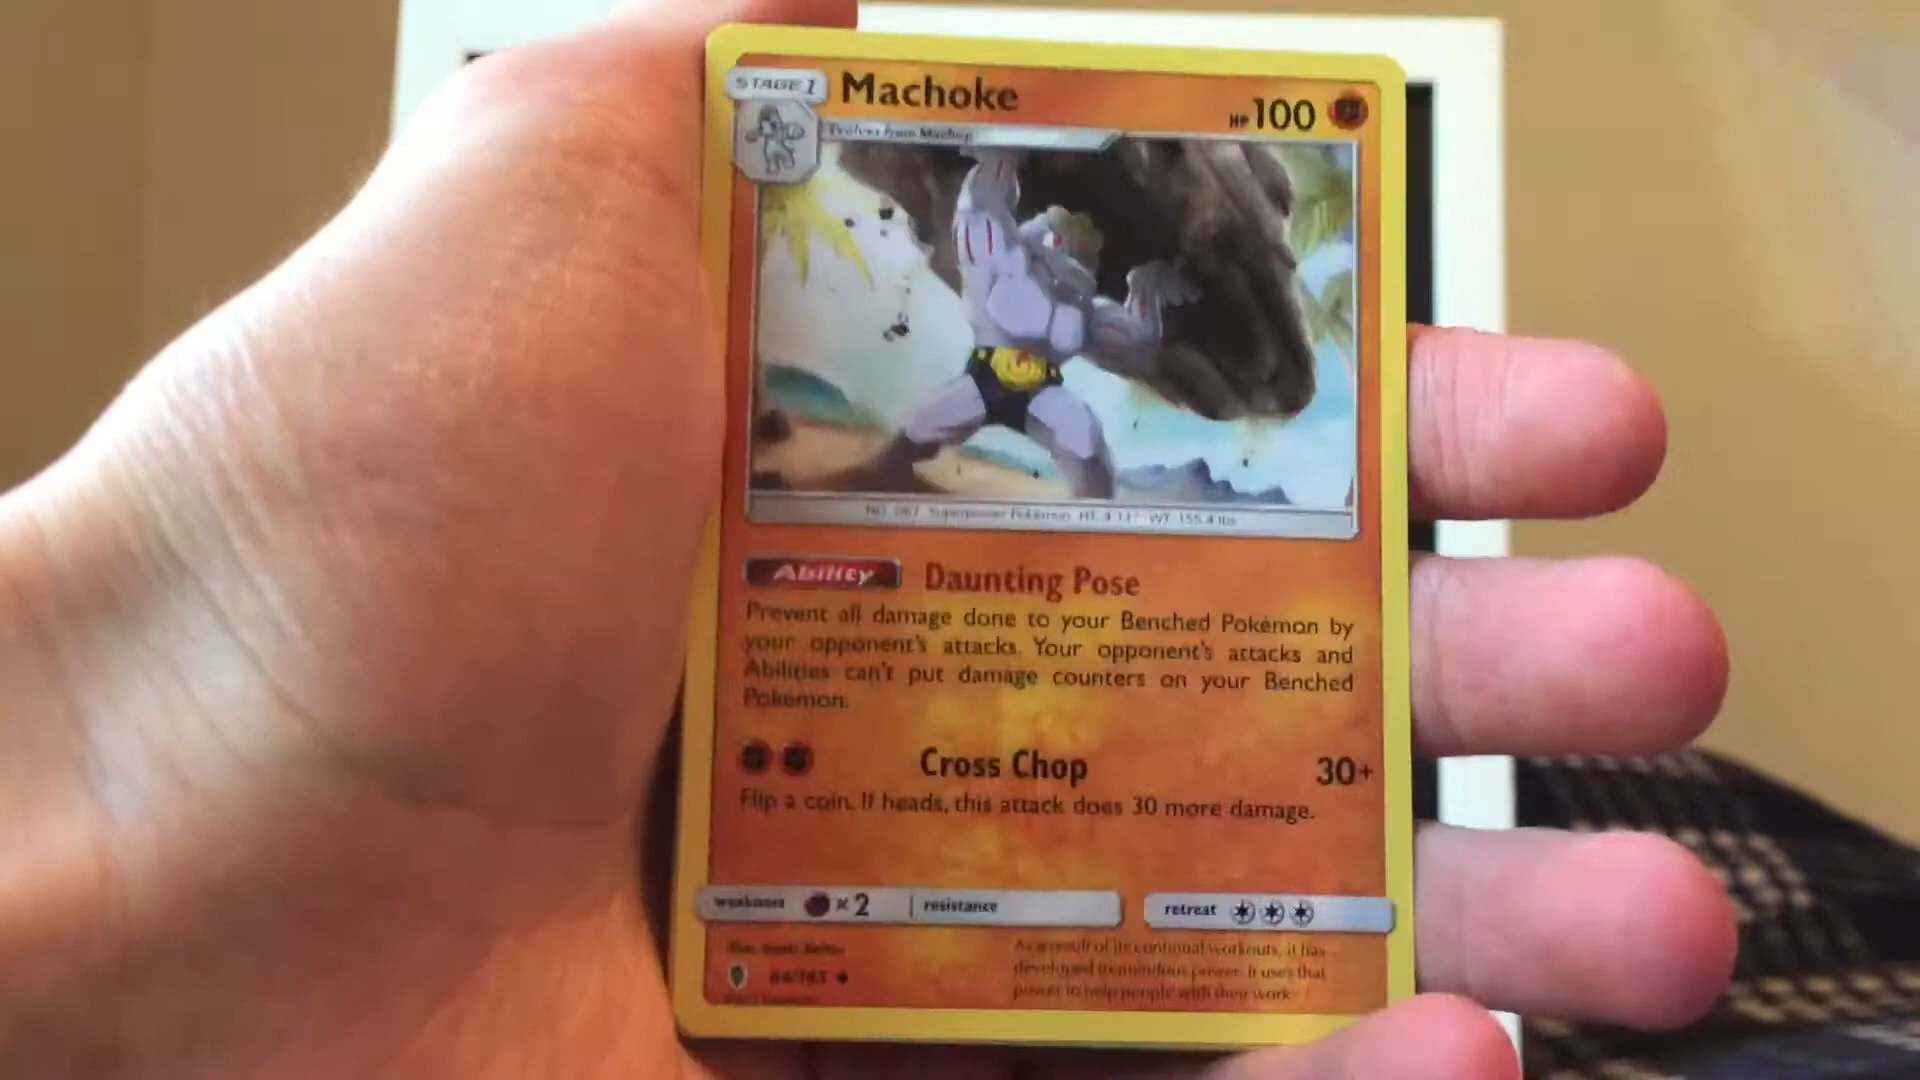 STAGE 1
Machoke
HP 100
Evolves from Machop
NO. 067 Superpower Pokémon HT: 4'11" WT: 155.4 lbs
Ability Daunting Pose
Prevent all damage done to your Benched Pokémon by
your opponent's attacks. Your opponent's attacks and
Abilities can't put damage counters on your Benched
Pokémon.
Cross Chop 30+
Flip a coin. If heads, this attack does 30 more damage.
weakness ×2 resistance retreat
As a result of its continual workouts, it has
developed tremendous power. It uses that
power to help people with their work.